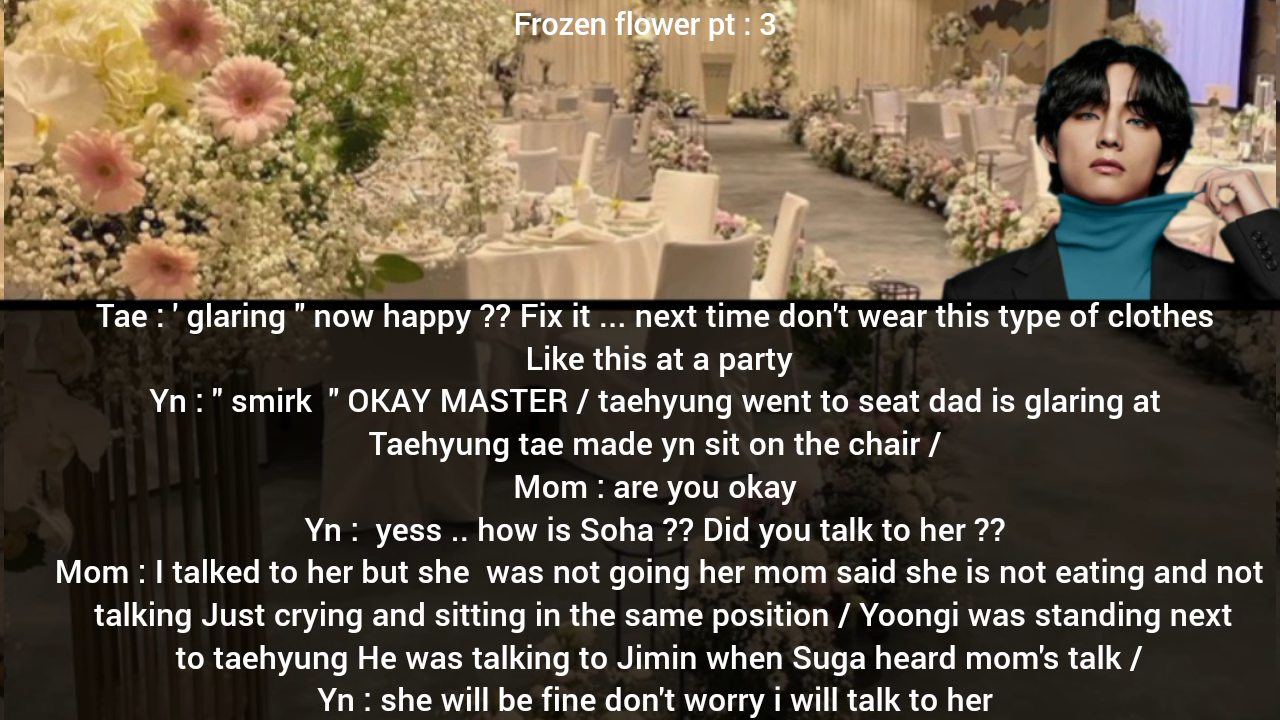 Frozen flower pt : 3
Tae : ' glaring " now happy ?? Fix it ... next time don't wear this type of clothes
Like this at a party
Yn : " smirk  " OKAY MASTER / taehyung went to seat dad is glaring at
Taehyung tae made yn sit on the chair /
Mom : are you okay
Yn :  yess .. how is Soha ?? Did you talk to her ??
Mom : I talked to her but she  was not going her mom said she is not eating and not
talking Just crying and sitting in the same position / Yoongi was standing next
to taehyung He was talking to Jimin when Suga heard mom's talk /
Yn : she will be fine don't worry i will talk to her